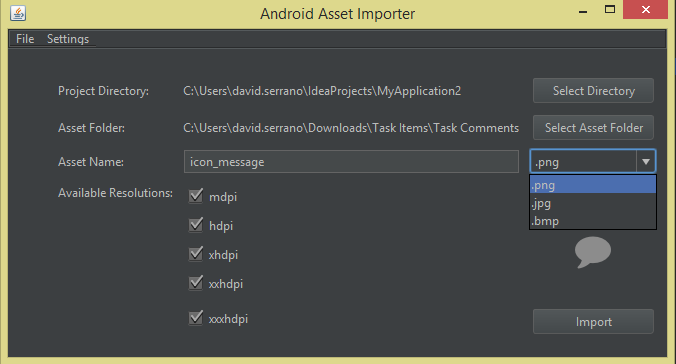 Android Asset Importer
File Settings
Project Directory: C:\Users\david.serrano\IdeaProjects\MyApplication2 Select Directory
Asset Folder: C:\Users\david.serrano\Downloads\Task Items\Task Comments Select Asset Folder
Asset Name: icon_message .png
.png
.jpg
.bmp
Available Resolutions: mdpi
hdpi
xhdpi
xxhdpi
xxxhdpi Import